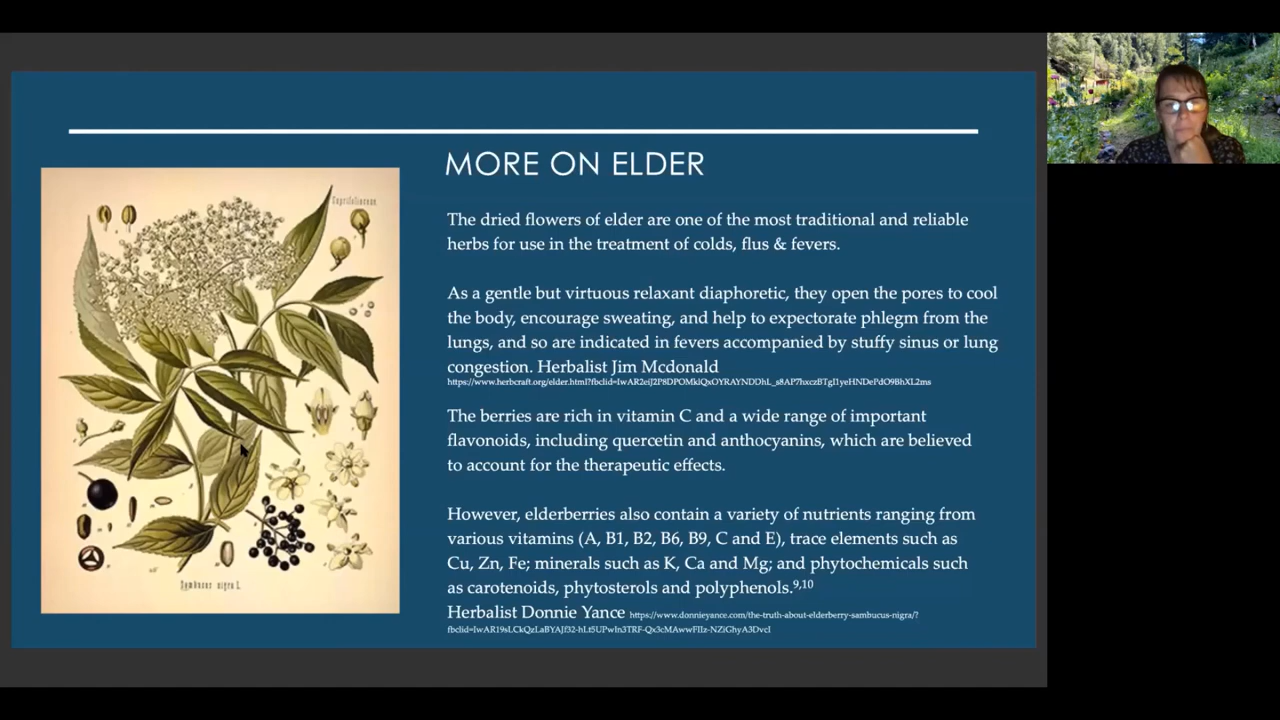 MORE ON ELDER
The dried flowers of elder are one of the most traditional and reliable
herbs for use in the treatment of colds, flus & fevers.
As a gentle but virtuous relaxant diaphoretic, they open the pores to cool
the body, encourage sweating, and help to expectorate phlegm from the
lungs, and so are indicated in fevers accompanied by stuffy sinus or lung
congestion. Herbalist Jim Mcdonald
The berries are rich in vitamin C and a wide range of important
flavonoids, including quercetin and anthocyanins, which are believed
to account for the therapeutic effects.
However, elderberries also contain a variety of nutrients ranging from
various vitamins (A, B1, B2, B6, B9, C and E), trace elements such as
Cu, Zn, Fe; minerals such as K, Ca and Mg; and phytochemicals such
as carotenoids, phytosterols and polyphenols.9,10
Herbalist Donnie Yance https://www.donnieyance.com/the-truth-about-elderberry-sambucus-nigra/?
Sambucus nigra L.